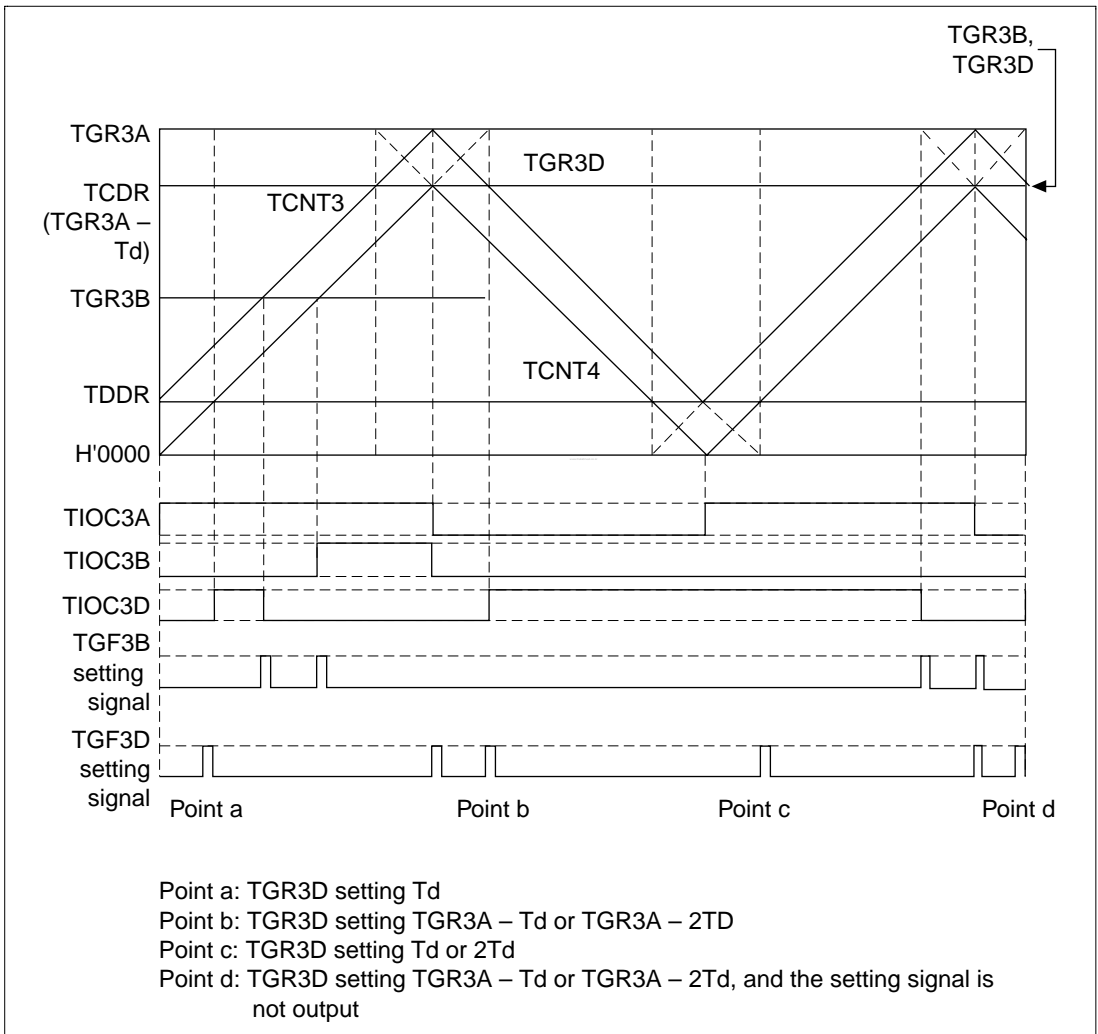 TGR3B,
TGR3D
TGR3A
TGR3D
TCDR
TCNT3
(TGR3A –
Td)
TGR3B
TCNT4
TDDR
H'0000
TIOC3A
TIOC3B
TIOC3D
TGF3B
setting
signal
TGF3D
setting
signal
Point a
Point b
Point c
Point d
Point a: TGR3D setting Td
Point b: TGR3D setting TGR3A – Td or TGR3A – 2TD
Point c: TGR3D setting Td or 2Td
Point d: TGR3D setting TGR3A – Td or TGR3A – 2Td, and the setting signal is
not output